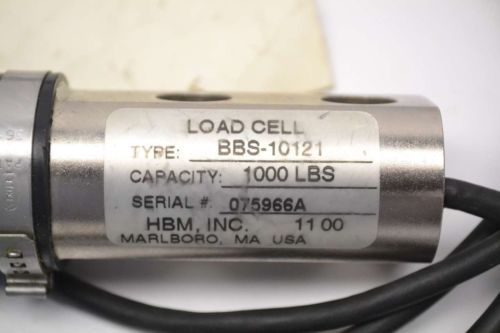 LOAD CELL
TYPE: BBS-10121
CAPACITY: 1000 LBS
SERIAL #: 075966A
HBM, INC. 11 00
MARLBORO, MA USA